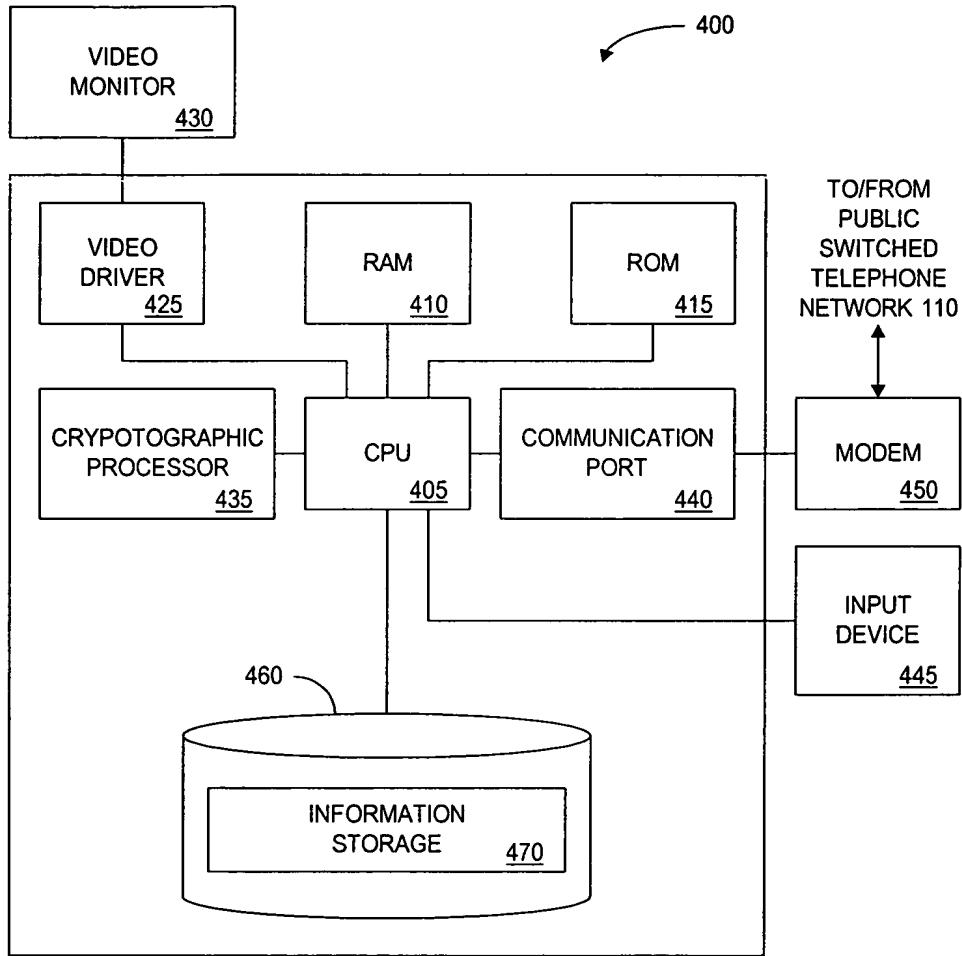 400
VIDEO
MONITOR
430
TO/FROM
PUBLIC
SWITCHED
TELEPHONE
NETWORK 110
VIDEO
DRIVER
425
RAM
410
ROM
415
CRYPOTOGRAPHIC
PROCESSOR
435
CPU
405
COMMUNICATION
PORT
440
MODEM
450
INPUT
DEVICE
445
460
INFORMATION
STORAGE
470